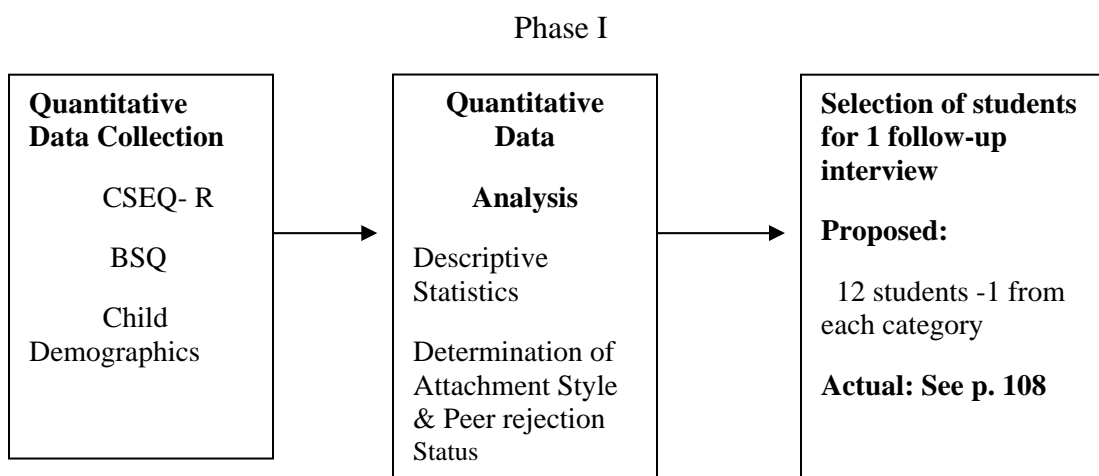 Phase I
Quantitative
Data Collection
CSEQ- R
BSQ
Child
Demographics
Quantitative
Data
Analysis
Descriptive
Statistics
Determination of
Attachment Style
& Peer rejection
Status
Selection of students
for 1 follow-up
interview
Proposed:
12 students -1 from
each category
Actual: See p. 108